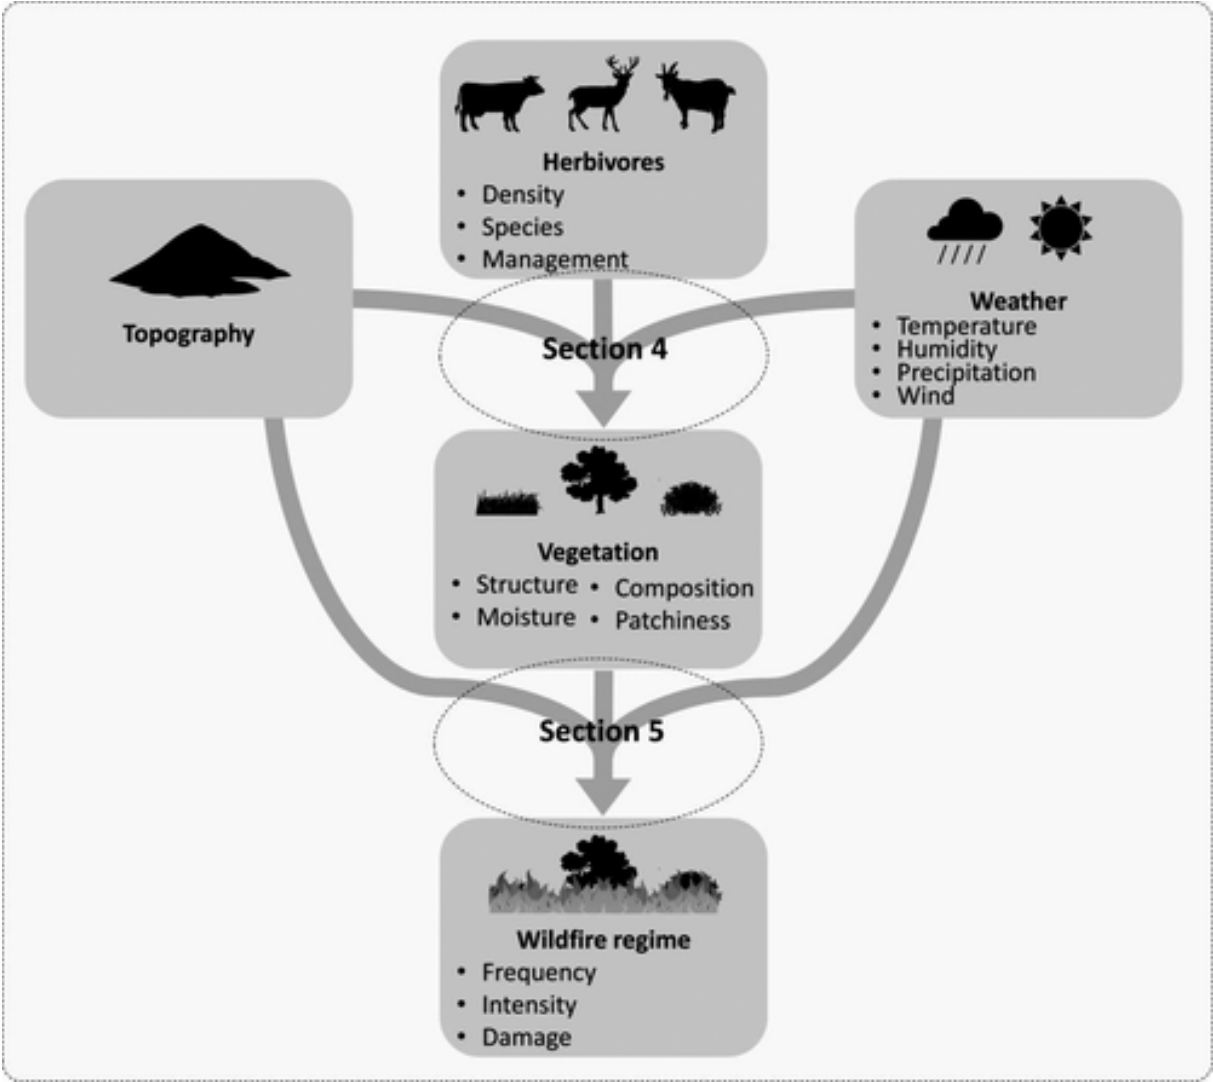 Herbivores
• Density
• Species
• Management
Topography
Weather
• Temperature
• Humidity
• Precipitation
• Wind
Section 4
Vegetation
• Structure • Composition
• Moisture • Patchiness
Section 5
Wildfire regime
• Frequency
• Intensity
• Damage